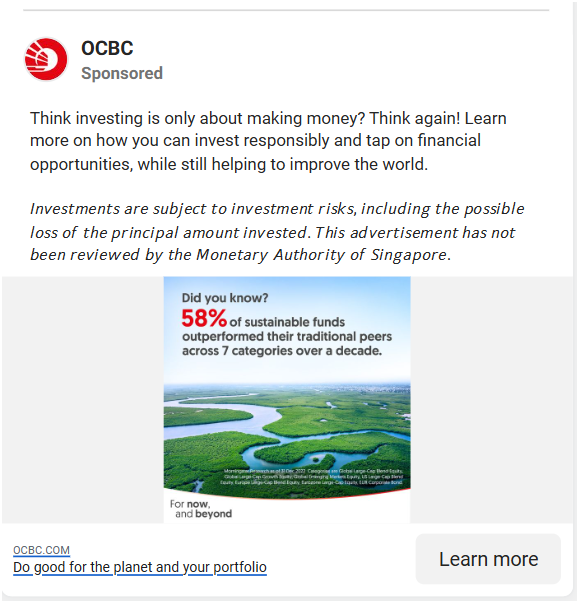 OCBC
Sponsored
Think investing is only about making money? Think again! Learn
more on how you can invest responsibly and tap on financial
opportunities, while still helping to improve the world.
Investments are subject to investment risks, including the possible
loss of the principal amount invested. This advertisement has not
been reviewed by the Monetary Authority of Singapore.
Did you know?
58% of sustainable funds
outperformed their traditional peers
across 7 categories over a decade.
Morningstar Research as of 31 Dec 2022. Categories are Global Large-Cap Blend Equity,
Global Large-Cap Growth Equity, Global Emerging Markets Equity, US Large-Cap Blend
Equity, Europe Large-Cap Blend Equity, Eurozone Large-Cap Equity, EUR Corporate Bond.
For now,
and beyond
OCBC.COM
Do good for the planet and your portfolio
Learn more